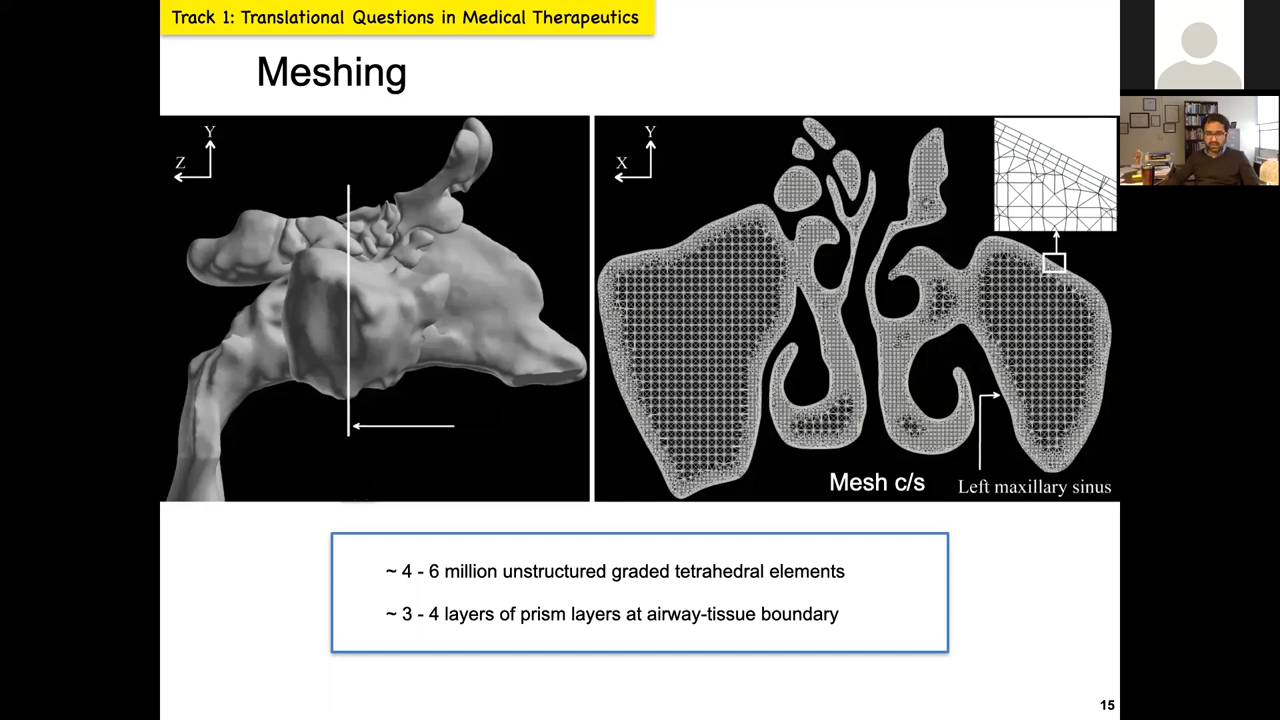 Track 1: Translational Questions in Medical Therapeutics
Meshing
Y
Z
Y
X
Mesh c/s
Left maxillary sinus
~ 4 - 6 million unstructured graded tetrahedral elements
~ 3 - 4 layers of prism layers at airway-tissue boundary
15